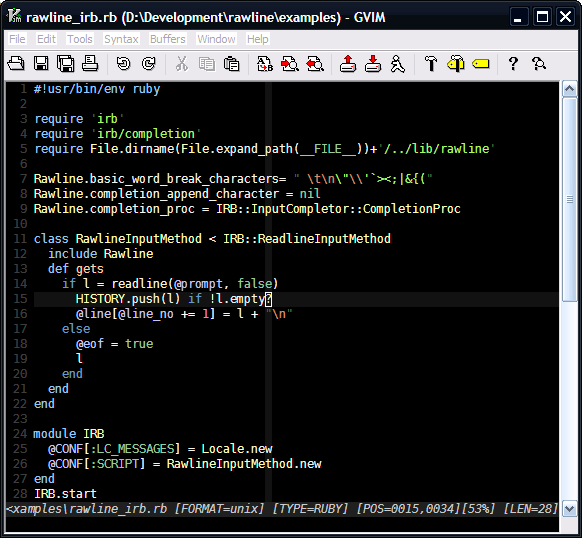 rawline_irb.rb (D:\Development\rawline\examples) - GVIM
File Edit Tools Syntax Buffers Window Help
1 #!usr/bin/env ruby
2
3 require 'irb'
4 require 'irb/completion'
5 require File.dirname(File.expand_path(__FILE__))+'/../lib/rawline'
6
7 Rawline.basic_word_break_characters= " \t\n\"\\'`><;|&{("
8 Rawline.completion_append_character = nil
9 Rawline.completion_proc = IRB::InputCompletor::CompletionProc
10
11 class RawlineInputMethod < IRB::ReadlineInputMethod
12   include Rawline
13   def gets
14     if l = readline(@prompt, false)
15       HISTORY.push(l) if !l.empty?
16       @line[@line_no += 1] = l + "\n"
17     else
18       @eof = true
19       l
20     end
21   end
22 end
23
24 module IRB
25   @CONF[:LC_MESSAGES] = Locale.new
26   @CONF[:SCRIPT] = RawlineInputMethod.new
27 end
28 IRB.start
<xamples\rawline_irb.rb [FORMAT=unix] [TYPE=RUBY] [POS=0015,0034][53%] [LEN=28]